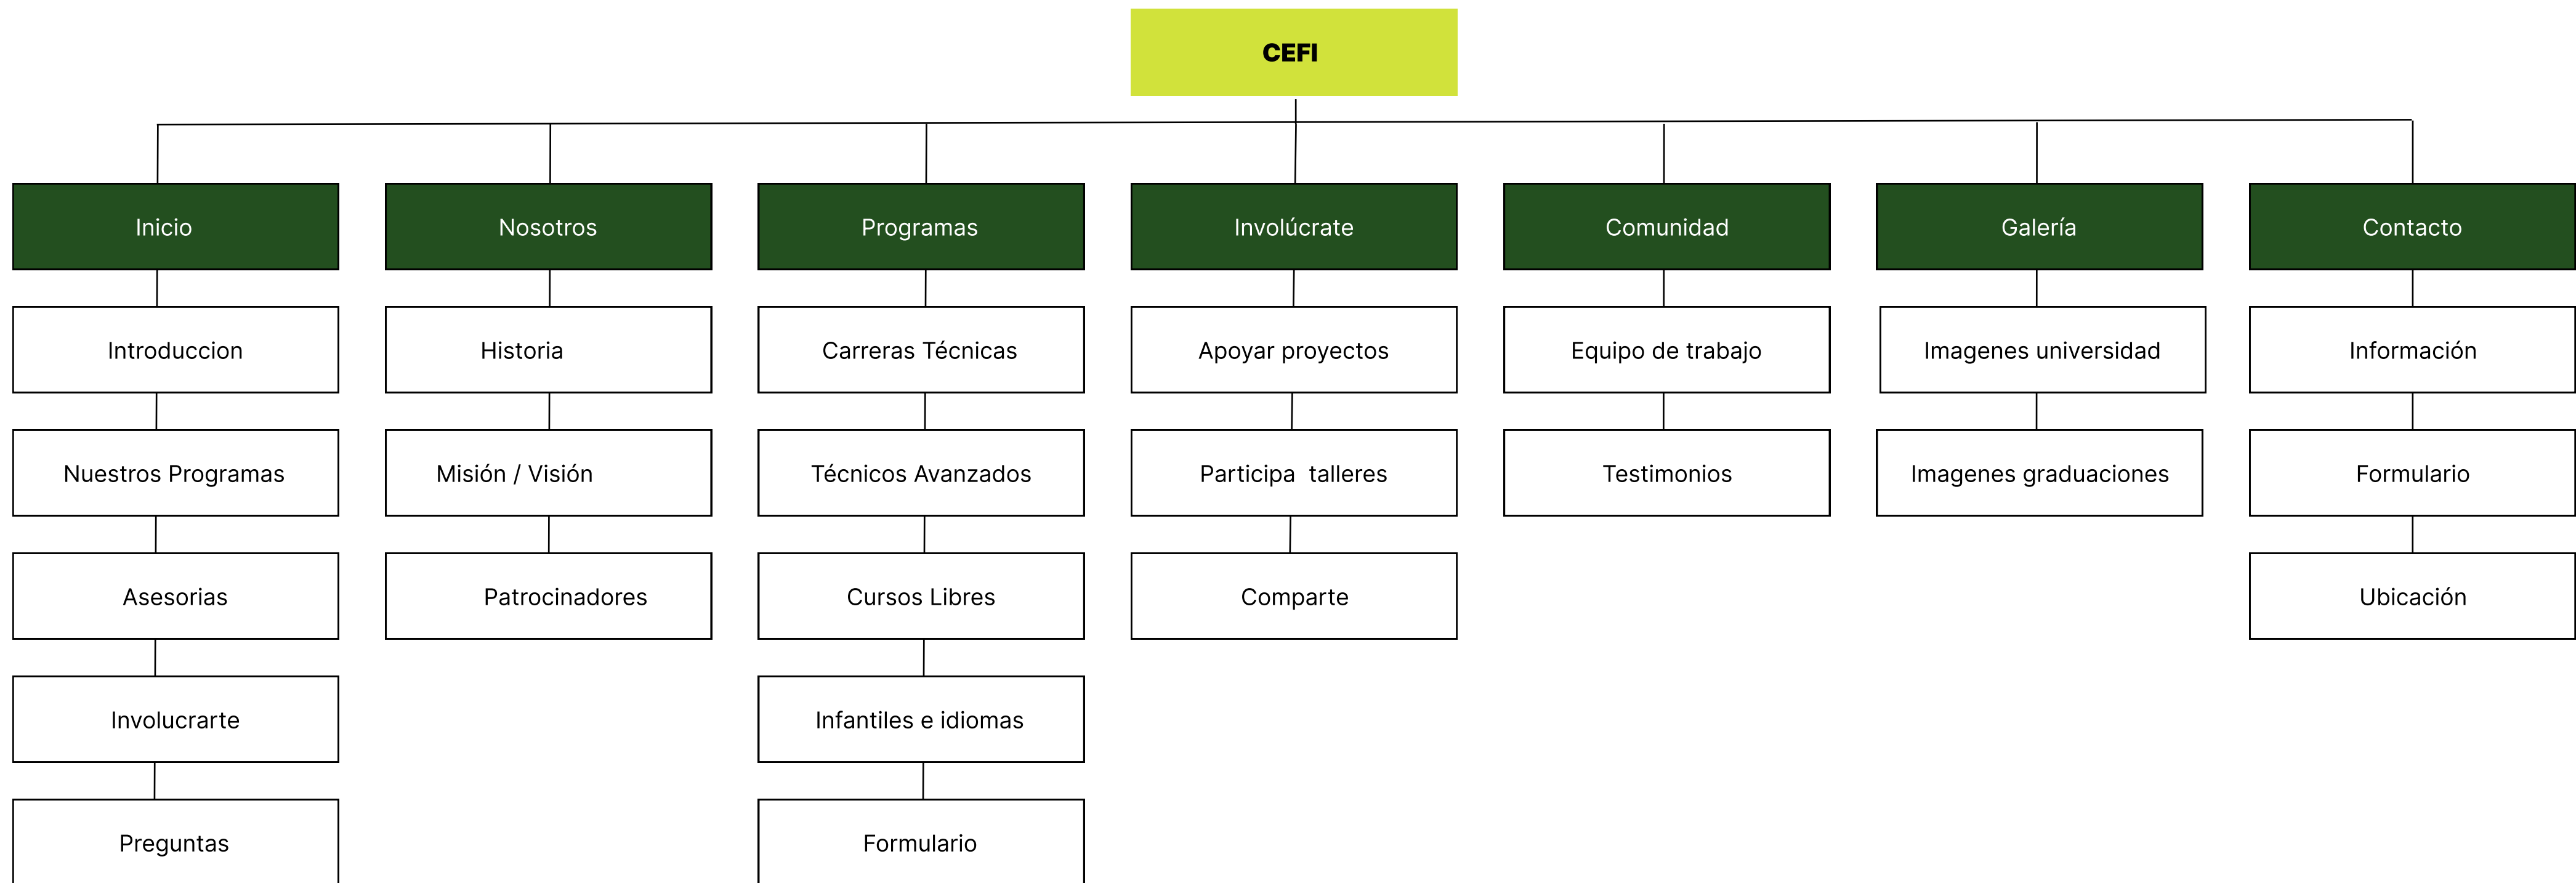 CEFI
Inicio
Nosotros
Programas
Involúcrate
Comunidad
Galería
Contacto
Introduccion
Historia
Carreras Técnicas
Apoyar proyectos
Equipo de trabajo
Imagenes universidad
Información
Nuestros Programas
Misión / Visión
Técnicos Avanzados
Participa  talleres
Testimonios
Imagenes graduaciones
Formulario
Asesorias
Patrocinadores
Cursos Libres
Comparte
Ubicación
Involucrarte
Infantiles e idiomas
Preguntas
Formulario